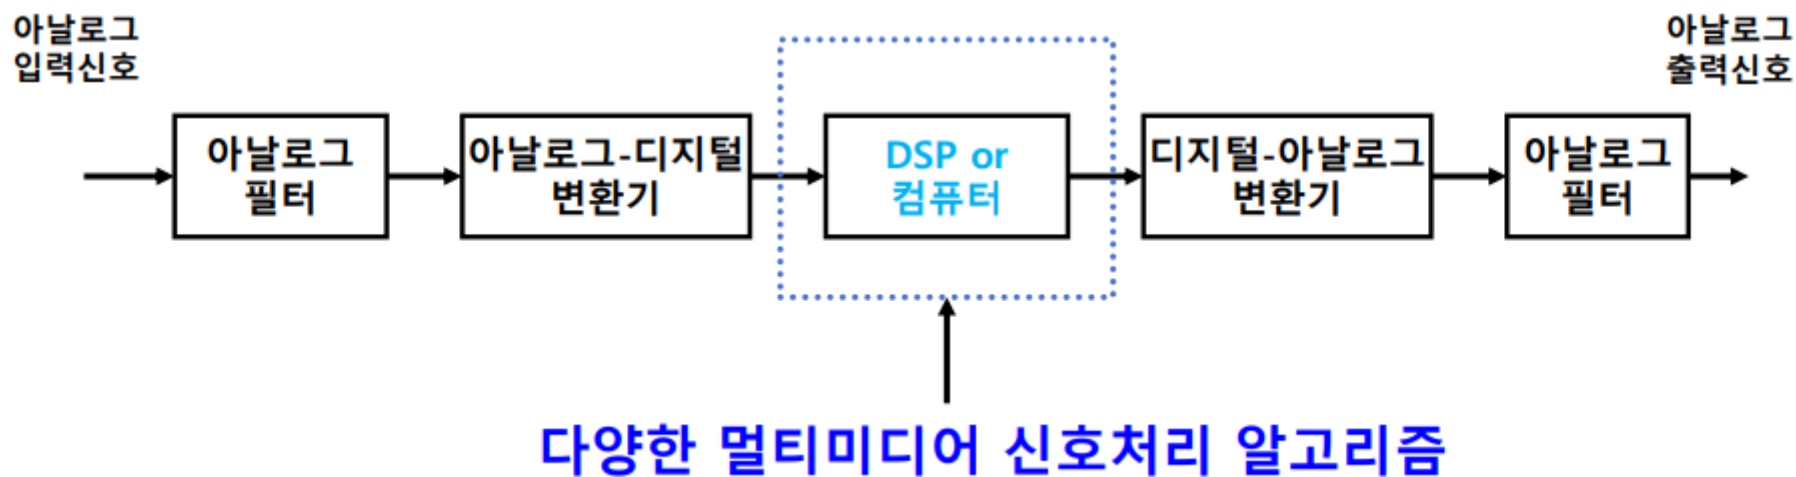 아날로그
입력신호
아날로그
출력신호
아날로그
필터
아날로그-디지털
변환기
DSP or
컴퓨터
디지털-아날로그
변환기
아날로그
필터
다양한 멀티미디어 신호처리 알고리즘